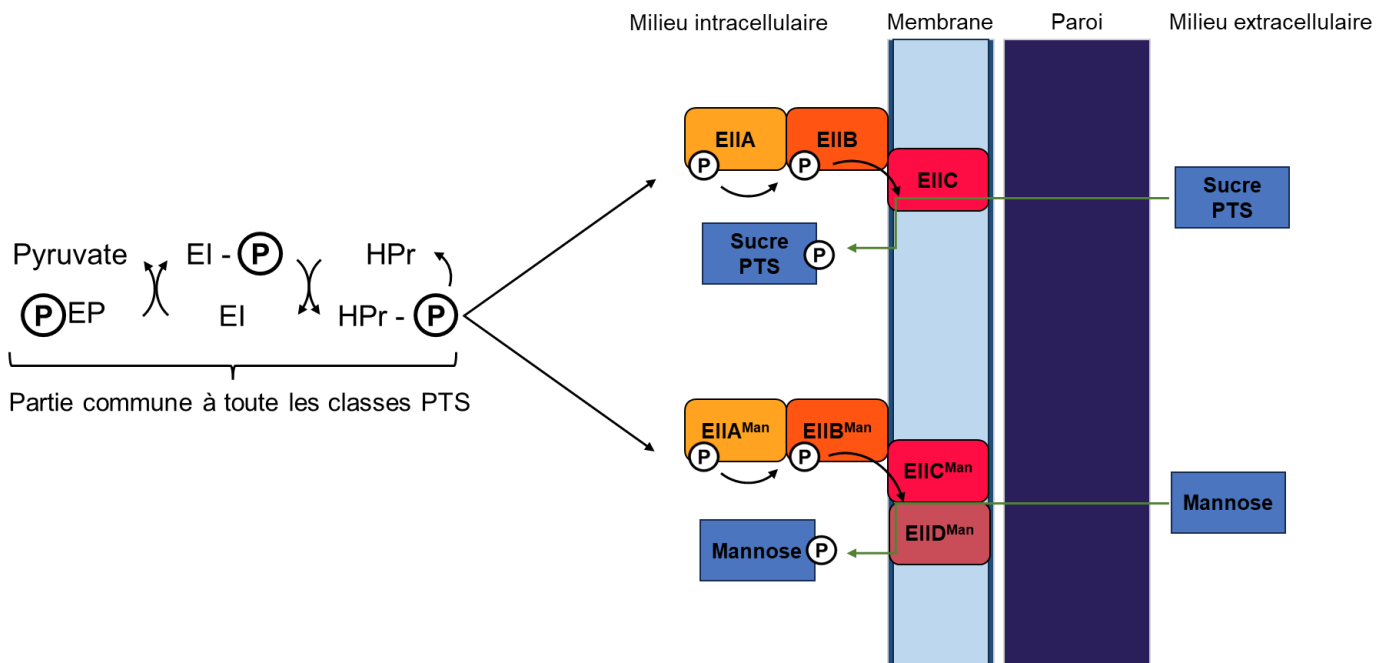 Milieu intracellulaire
Membrane
Paroi
Milieu extracellulaire
EIIA
EIIB
P
P
EIIC
Sucre
PTS
Sucre
PTS
P
Pyruvate
EI - P
HPr
PEP
EI
HPr - P
Partie commune à toute les classes PTS
EIIAMan
EIIBMan
P
P
EIICMan
Mannose
EIIDMan
Mannose
P